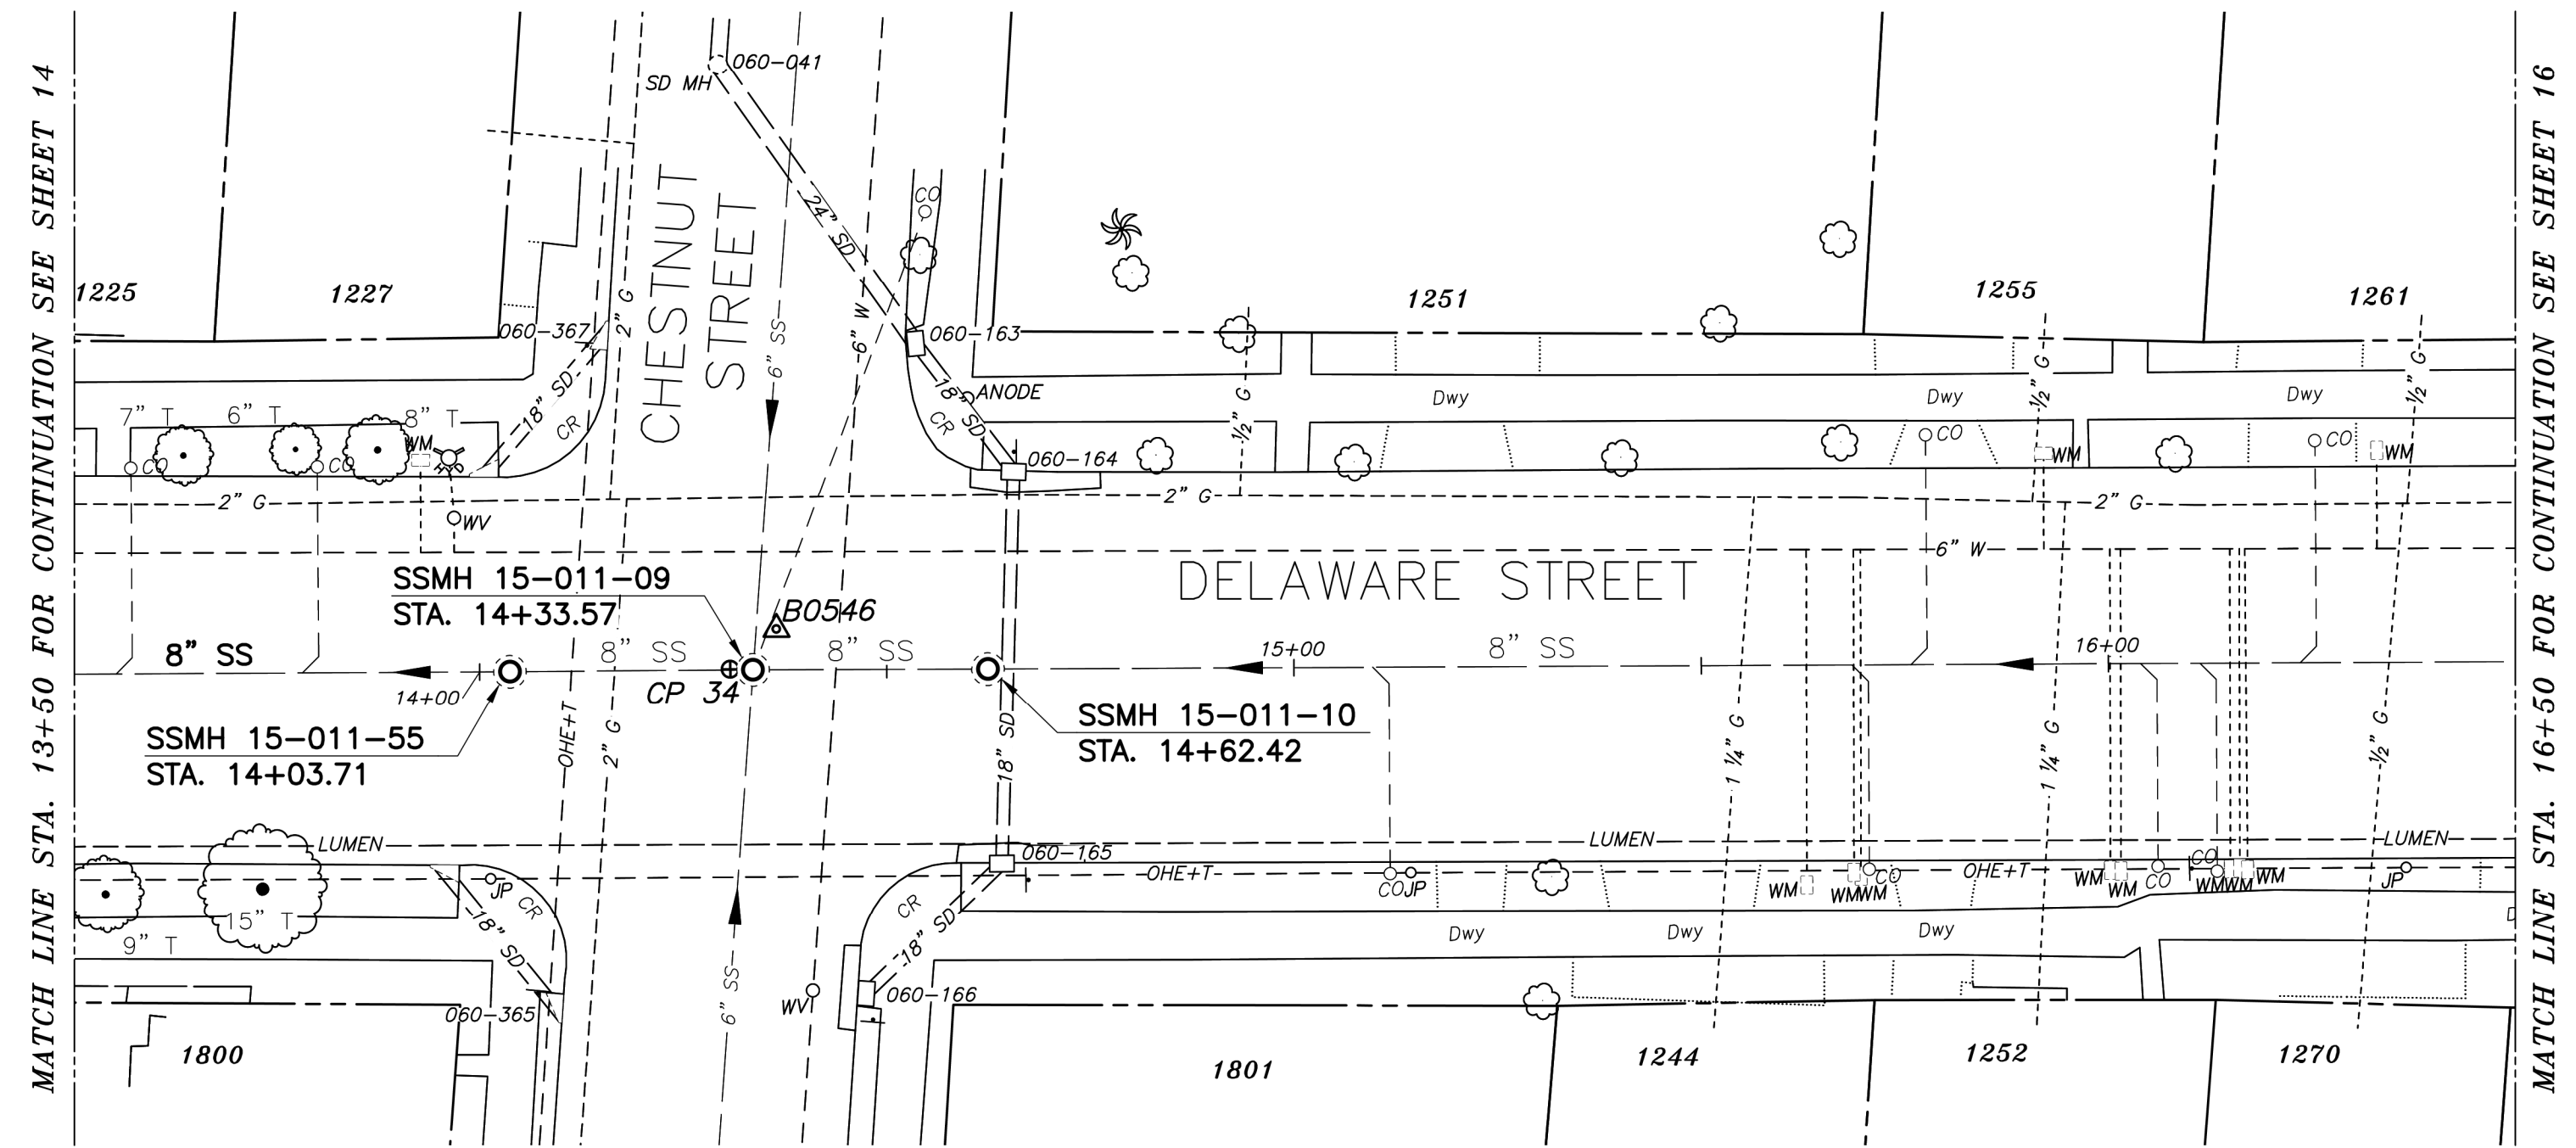 MATCH LINE STA. 13+50 FOR CONTINUATION SEE SHEET 14
MATCH LINE STA. 16+50 FOR CONTINUATION SEE SHEET 16
060-041
SD MH
24" SD
CO
CHESTNUT
STREET
2" G
6" SS
6" W
1225
1227
1251
1255
1261
060-367
060-163
18" SD
CR
18" SD
CR
ANODE
1/2" G
Dwy
Dwy
1/2" G
Dwy
1/2" G
7" T
6" T
8" T
WM
CO
CO
060-164
CO
WM
CO
WM
2" G
WV
2" G
2" G
6" W
SSMH 15-011-09
STA. 14+33.57
B0546
DELAWARE STREET
8" SS
8" SS
8" SS
15+00
8" SS
16+00
14+00
CP 34
SSMH 15-011-55
STA. 14+03.71
OHE+T
2" G
18" SD
SSMH 15-011-10
STA. 14+62.42
1 1/4" G
1 1/4" G
1/2" G
LUMEN
LUMEN
LUMEN
060-165
OHE+T
CO
JP
WM
WM
WM
CO
OHE+T
WM
WM
CO
CO
WM
WM
WM
JP
JP
CR
CR
15" T
9" T
18" SD
18" SD
Dwy
Dwy
Dwy
6" SS
WV
060-166
060-365
1800
1801
1244
1252
1270